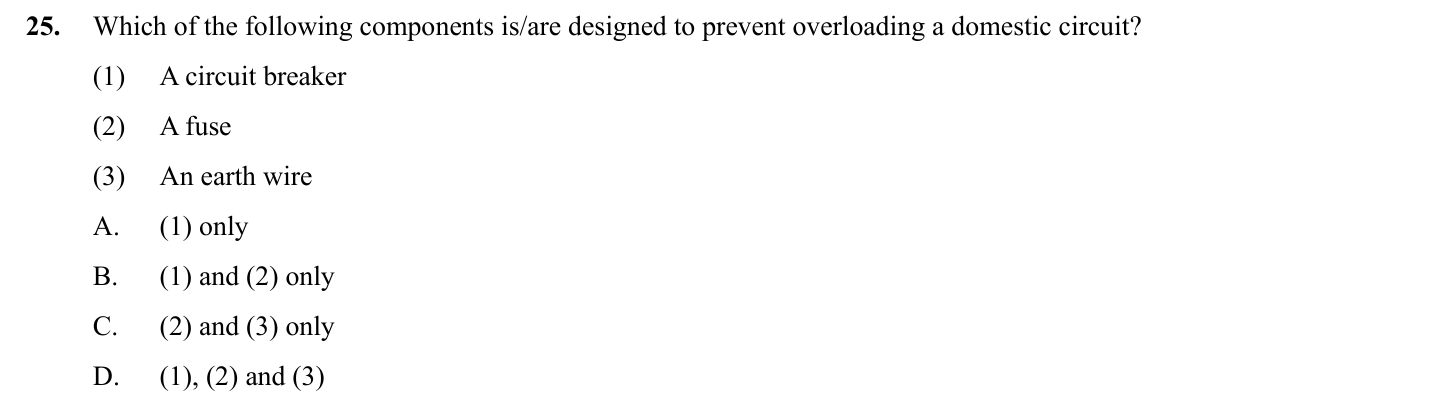 25. Which of the following components is/are designed to prevent overloading a domestic circuit?
(1) A circuit breaker
(2) A fuse
(3) An earth wire
A. (1) only
B. (1) and (2) only
C. (2) and (3) only
D. (1), (2) and (3)